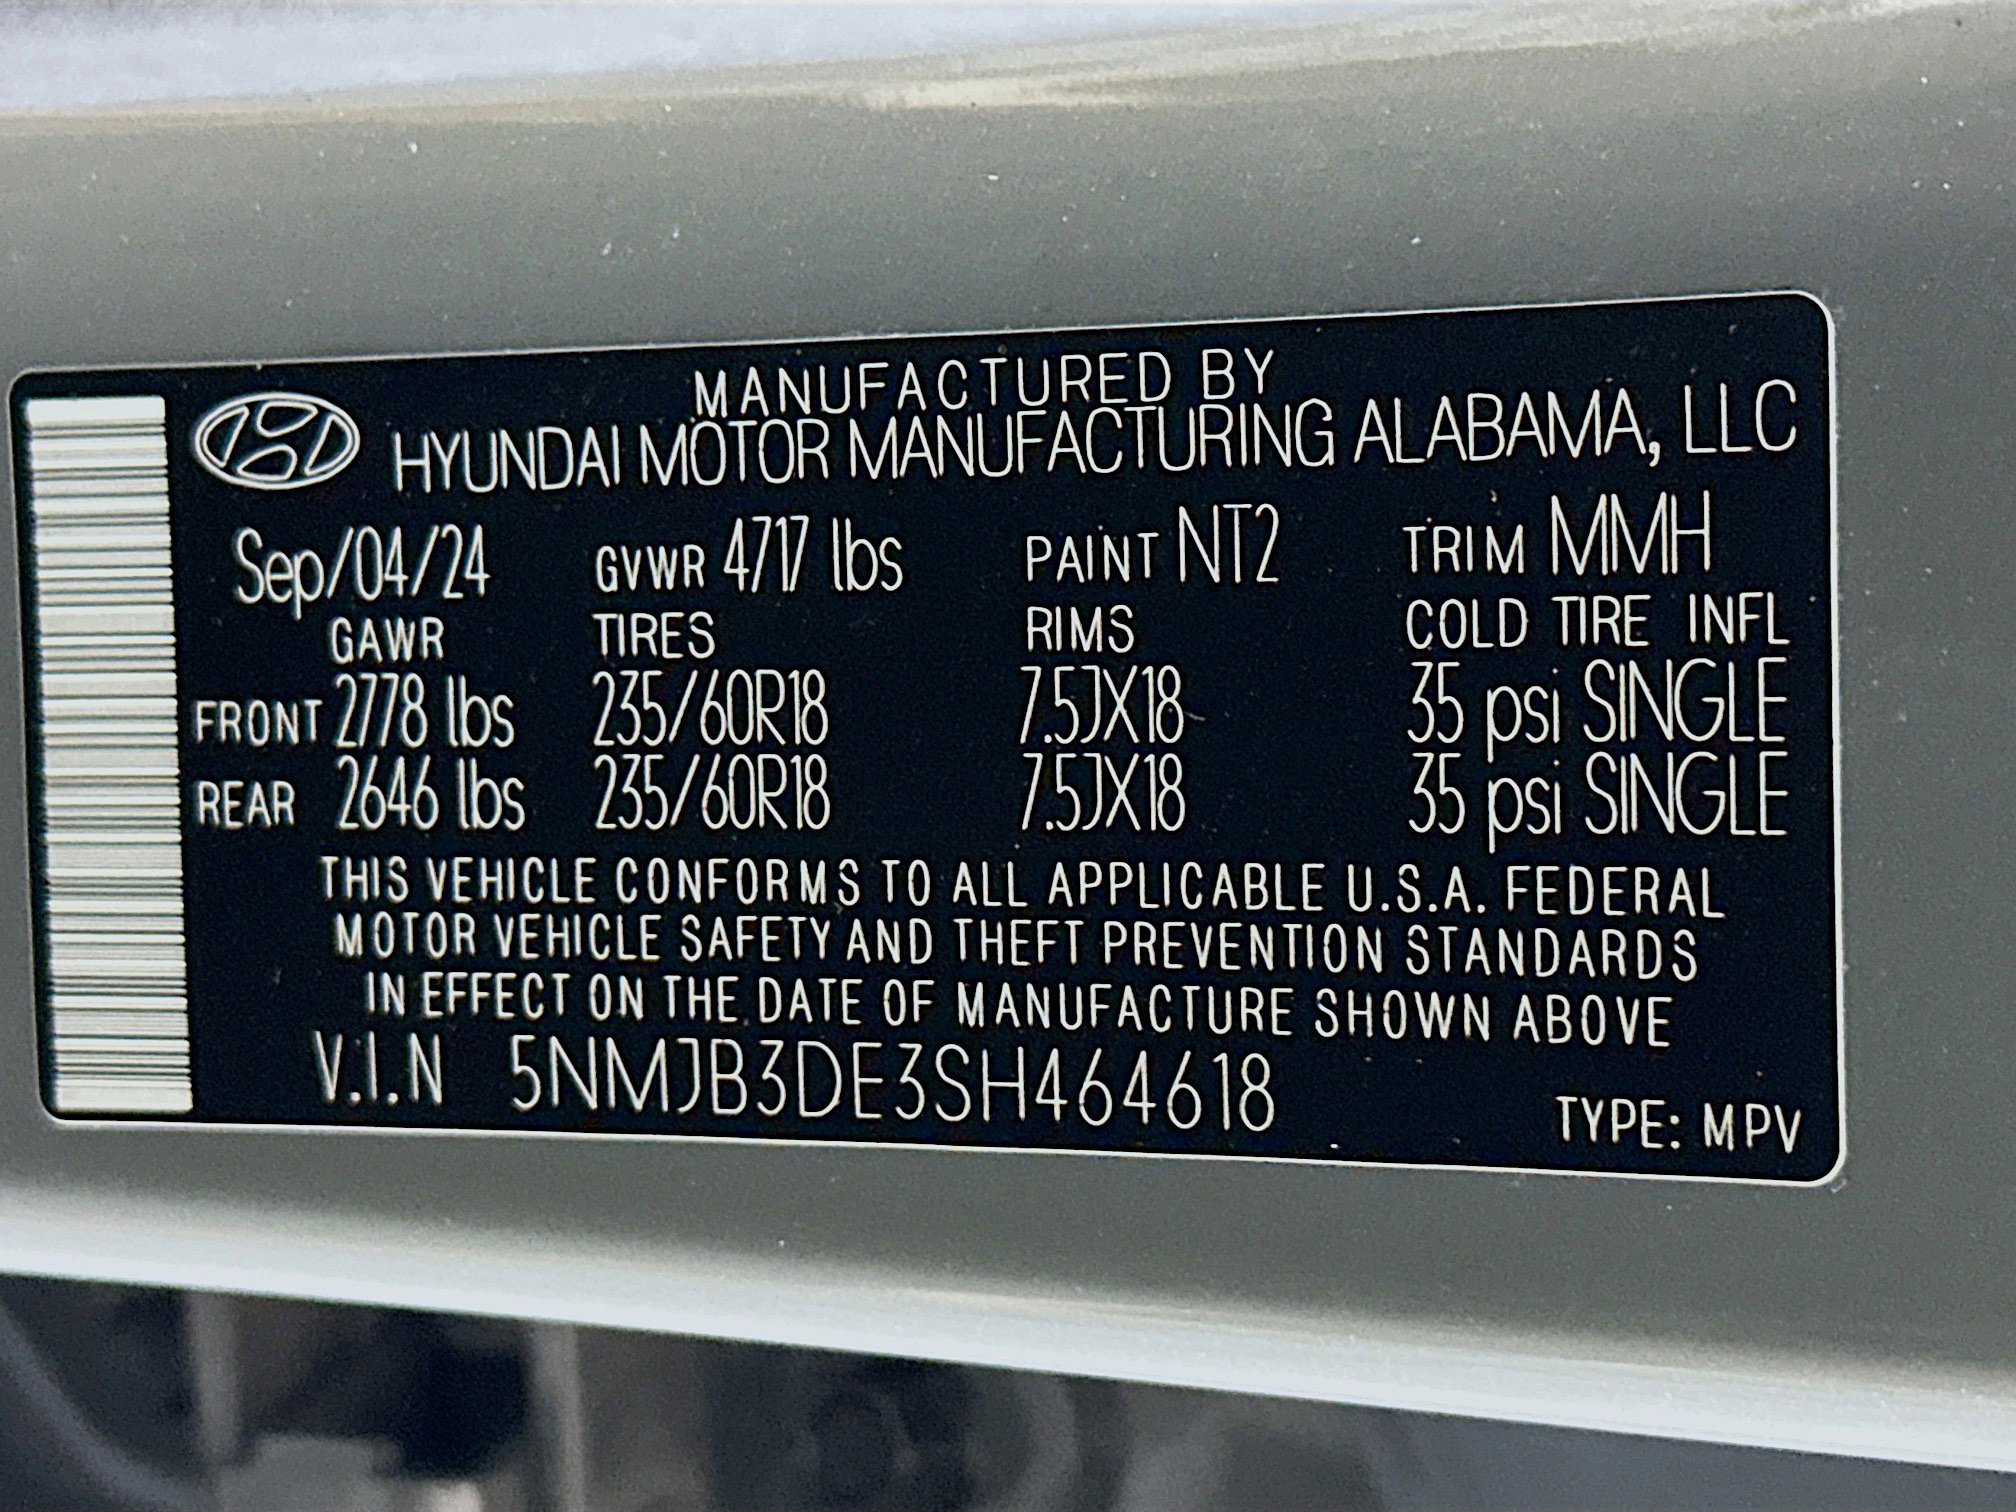 MANUFACTURED BY
HYUNDAI MOTOR MANUFACTURING ALABAMA, LLC
Sep/04/24 GVWR 4717 lbs PAINT NT2 TRIM MMH
GAWR TIRES RIMS COLD TIRE INFL
FRONT 2778 lbs 235/60R18 7.5JX18 35 psi SINGLE
REAR 2646 lbs 235/60R18 7.5JX18 35 psi SINGLE
THIS VEHICLE CONFORMS TO ALL APPLICABLE U.S.A. FEDERAL
MOTOR VEHICLE SAFETY AND THEFT PREVENTION STANDARDS
IN EFFECT ON THE DATE OF MANUFACTURE SHOWN ABOVE
V.I.N 5NMJB3DE3SH464618 TYPE: MPV